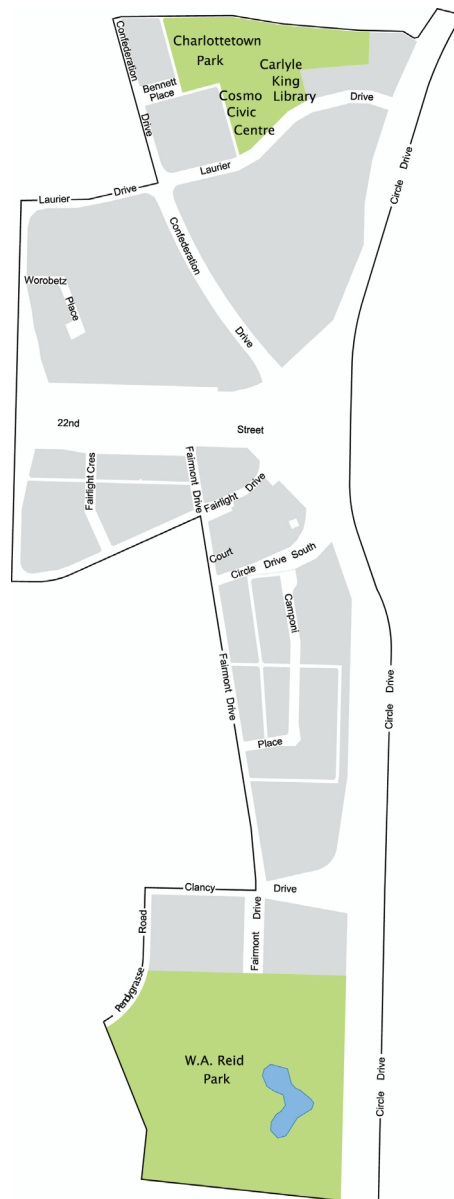 Confederation
Drive
Charlottetown
Park
Carlyle
King
Library
Bennett
Place
Cosmo
Civic
Centre
Drive
Laurier
Circle Drive
Laurier Drive
Confederation
Drive
Worobetz
Place
22nd
Street
Fairlight Cres
Fairmont Drive
Fairlight Drive
Court
Circle Drive South
Camponi
Place
Fairmont Drive
Circle Drive
Clancy Drive
Pendygrasse Road
Fairmont Drive
W.A. Reid
Park
Circle Drive